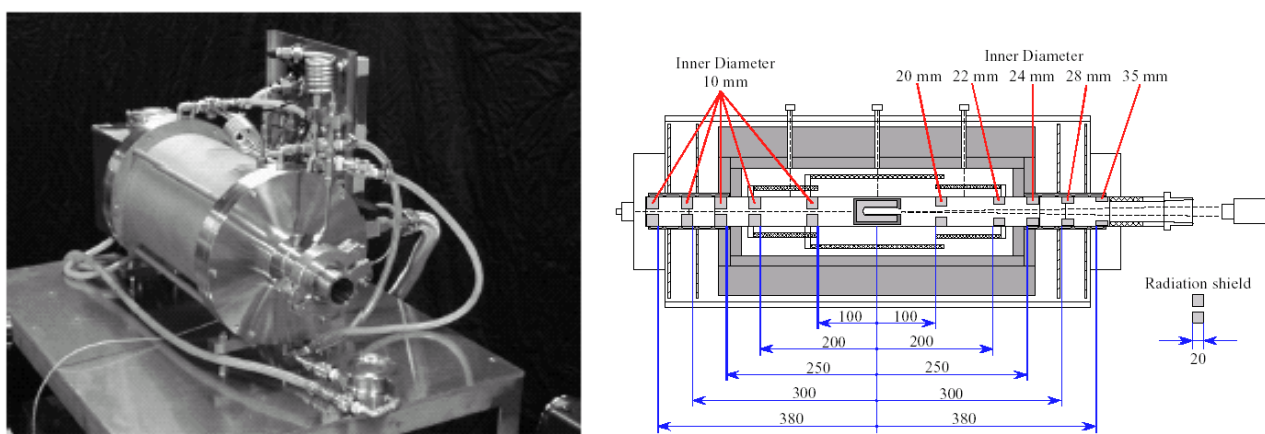 Inner Diameter
10 mm
Inner Diameter
20 mm 22 mm 24 mm 28 mm 35 mm
Radiation shield
20
100 100
200 200
250 250
300 300
380 380